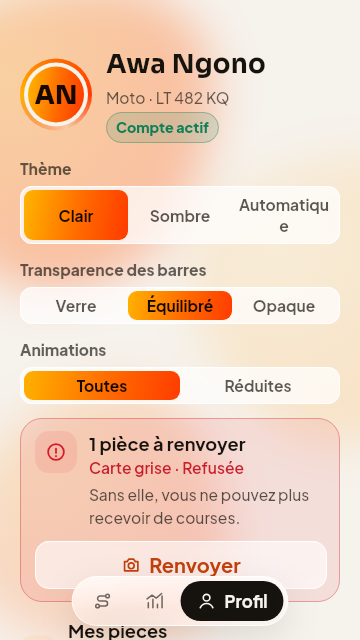 AN
Awa Ngono
Moto · LT 482 KQ
Compte actif
Thème
Clair
Sombre
Automatiqu
e
Transparence des barres
Verre
Équilibré
Opaque
Animations
Toutes
Réduites
1 pièce à renvoyer
Carte grise · Refusée
Sans elle, vous ne pouvez plus
recevoir de courses.
Renvoyer
Profil
Mes pièces